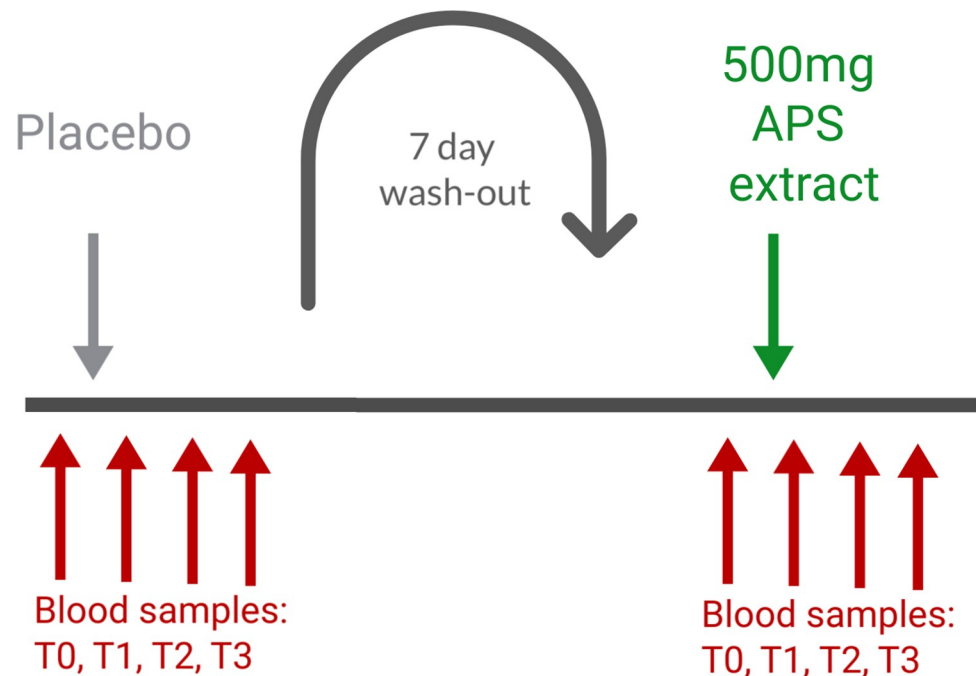 Placebo
7 day
wash-out
500mg
APS
extract
Blood samples:
T0, T1, T2, T3
Blood samples:
T0, T1, T2, T3